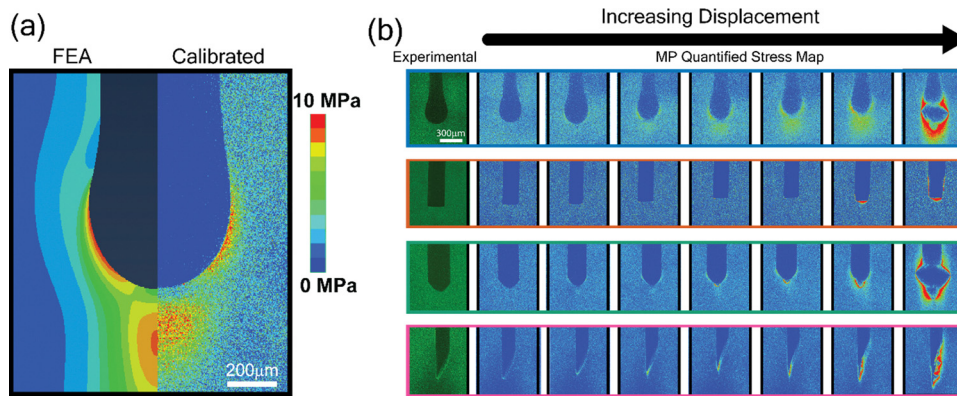 (a)
FEA Calibrated
10 MPa
0 MPa
200µm
(b)
Increasing Displacement
Experimental MP Quantified Stress Map
300µm